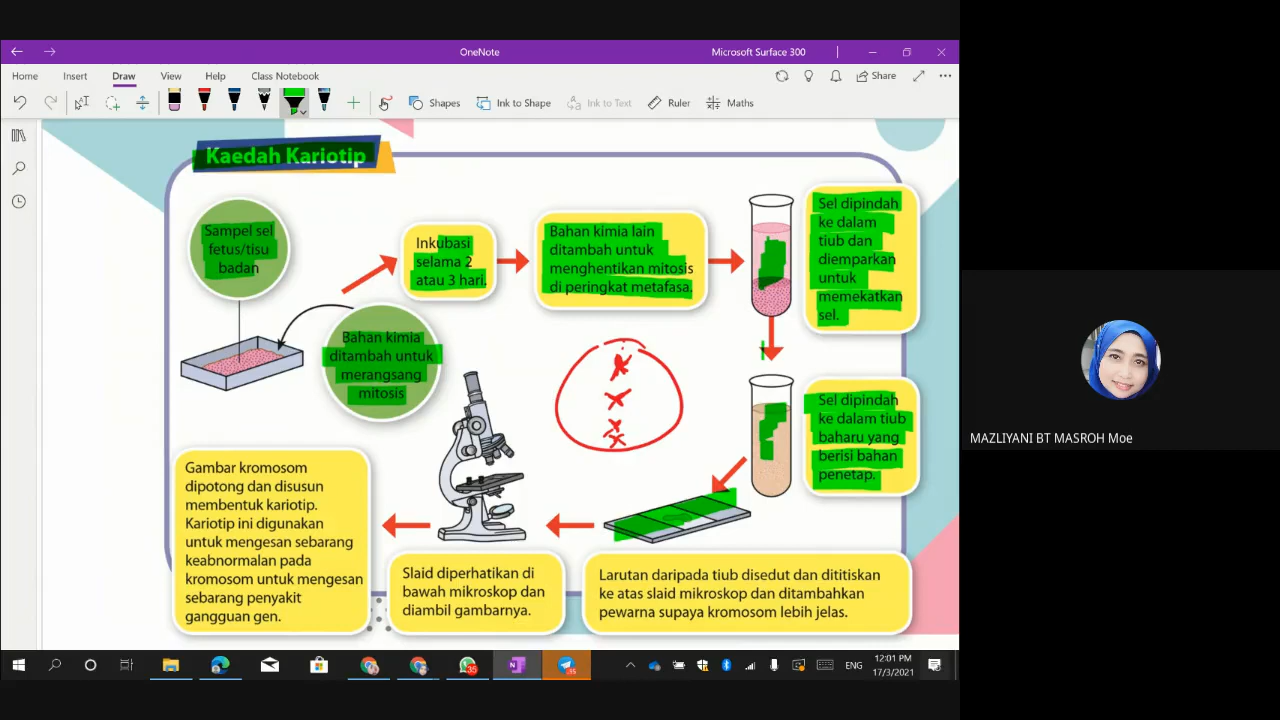 OneNote
Microsoft Surface 300
Home Insert Draw View Help Class Notebook
Share
Shapes Ink to Shape Ink to Text Ruler Maths
Kaedah Kariotip
Sampel sel
fetus/tisu
badan
Bahan kimia
ditambah untuk
merangsang
mitosis
Inkubasi
selama 2
atau 3 hari.
Bahan kimia lain
ditambah untuk
menghentikan mitosis
di peringkat metafasa.
Sel dipindah
ke dalam
tiub dan
diemparkan
untuk
memekatkan
sel.
Sel dipindah
ke dalam tiub
baharu yang
berisi bahan
penetap.
Larutan daripada tiub disedut dan dititiskan
ke atas slaid mikroskop dan ditambahkan
pewarna supaya kromosom lebih jelas.
Slaid diperhatikan di
bawah mikroskop dan
diambil gambarnya.
Gambar kromosom
dipotong dan disusun
membentuk kariotip.
Kariotip ini digunakan
untuk mengesan sebarang
keabnormalan pada
kromosom untuk mengesan
sebarang penyakit
gangguan gen.
MAZLIYANI BT MASROH Moe
35
ENG
12:01 PM
17/3/2021